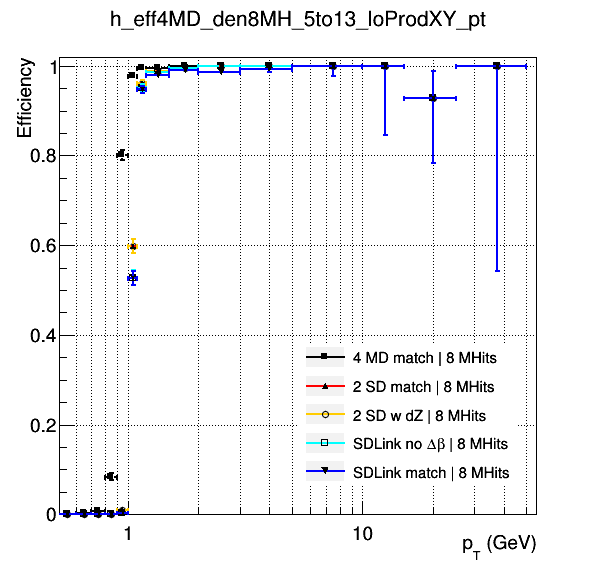 h_eff4MD_den8MH_5to13_loProdXY_pt
Efficiency
1
0.8
0.6
0.4
0.2
0
4 MD match | 8 MHits
2 SD match | 8 MHits
2 SD w dZ | 8 MHits
SDLink no Δβ | 8 MHits
SDLink match | 8 MHits
1
10
p_T (GeV)